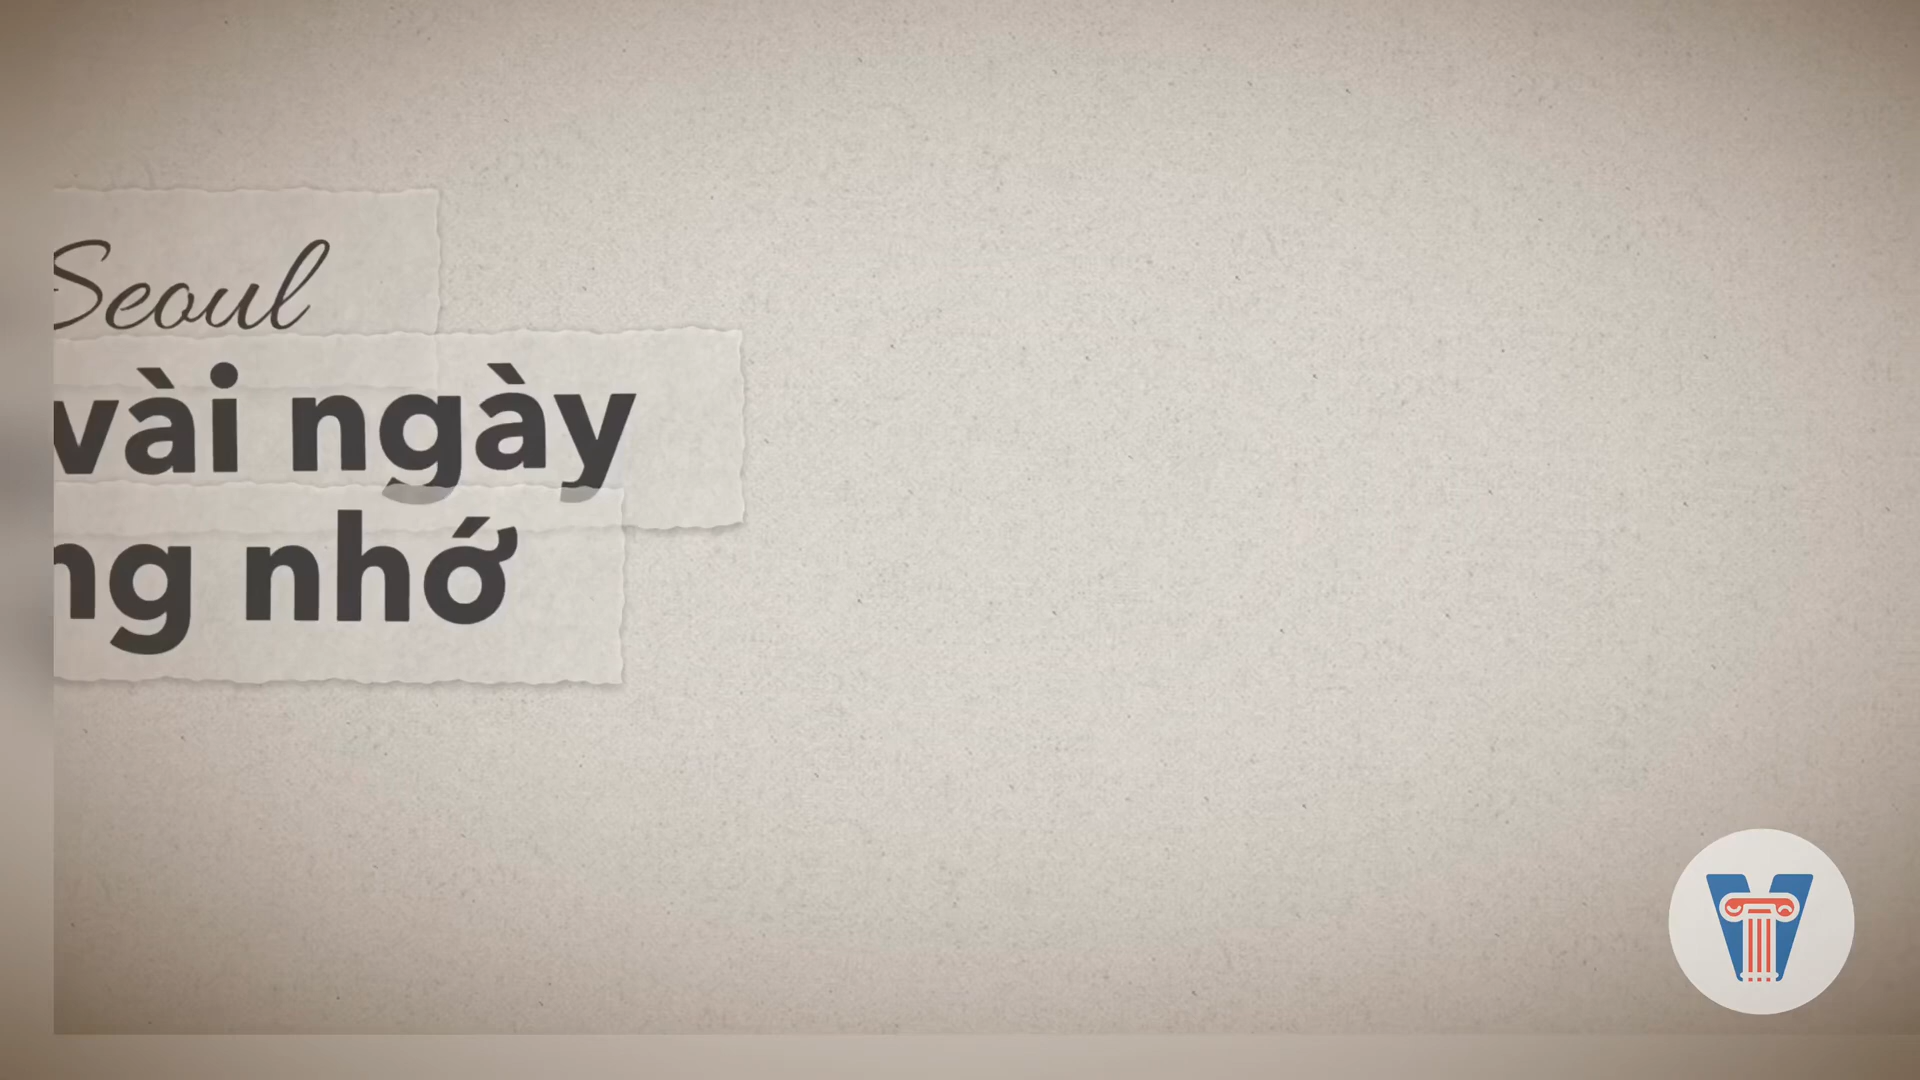 Seoul
vài ngày
ng nhớ